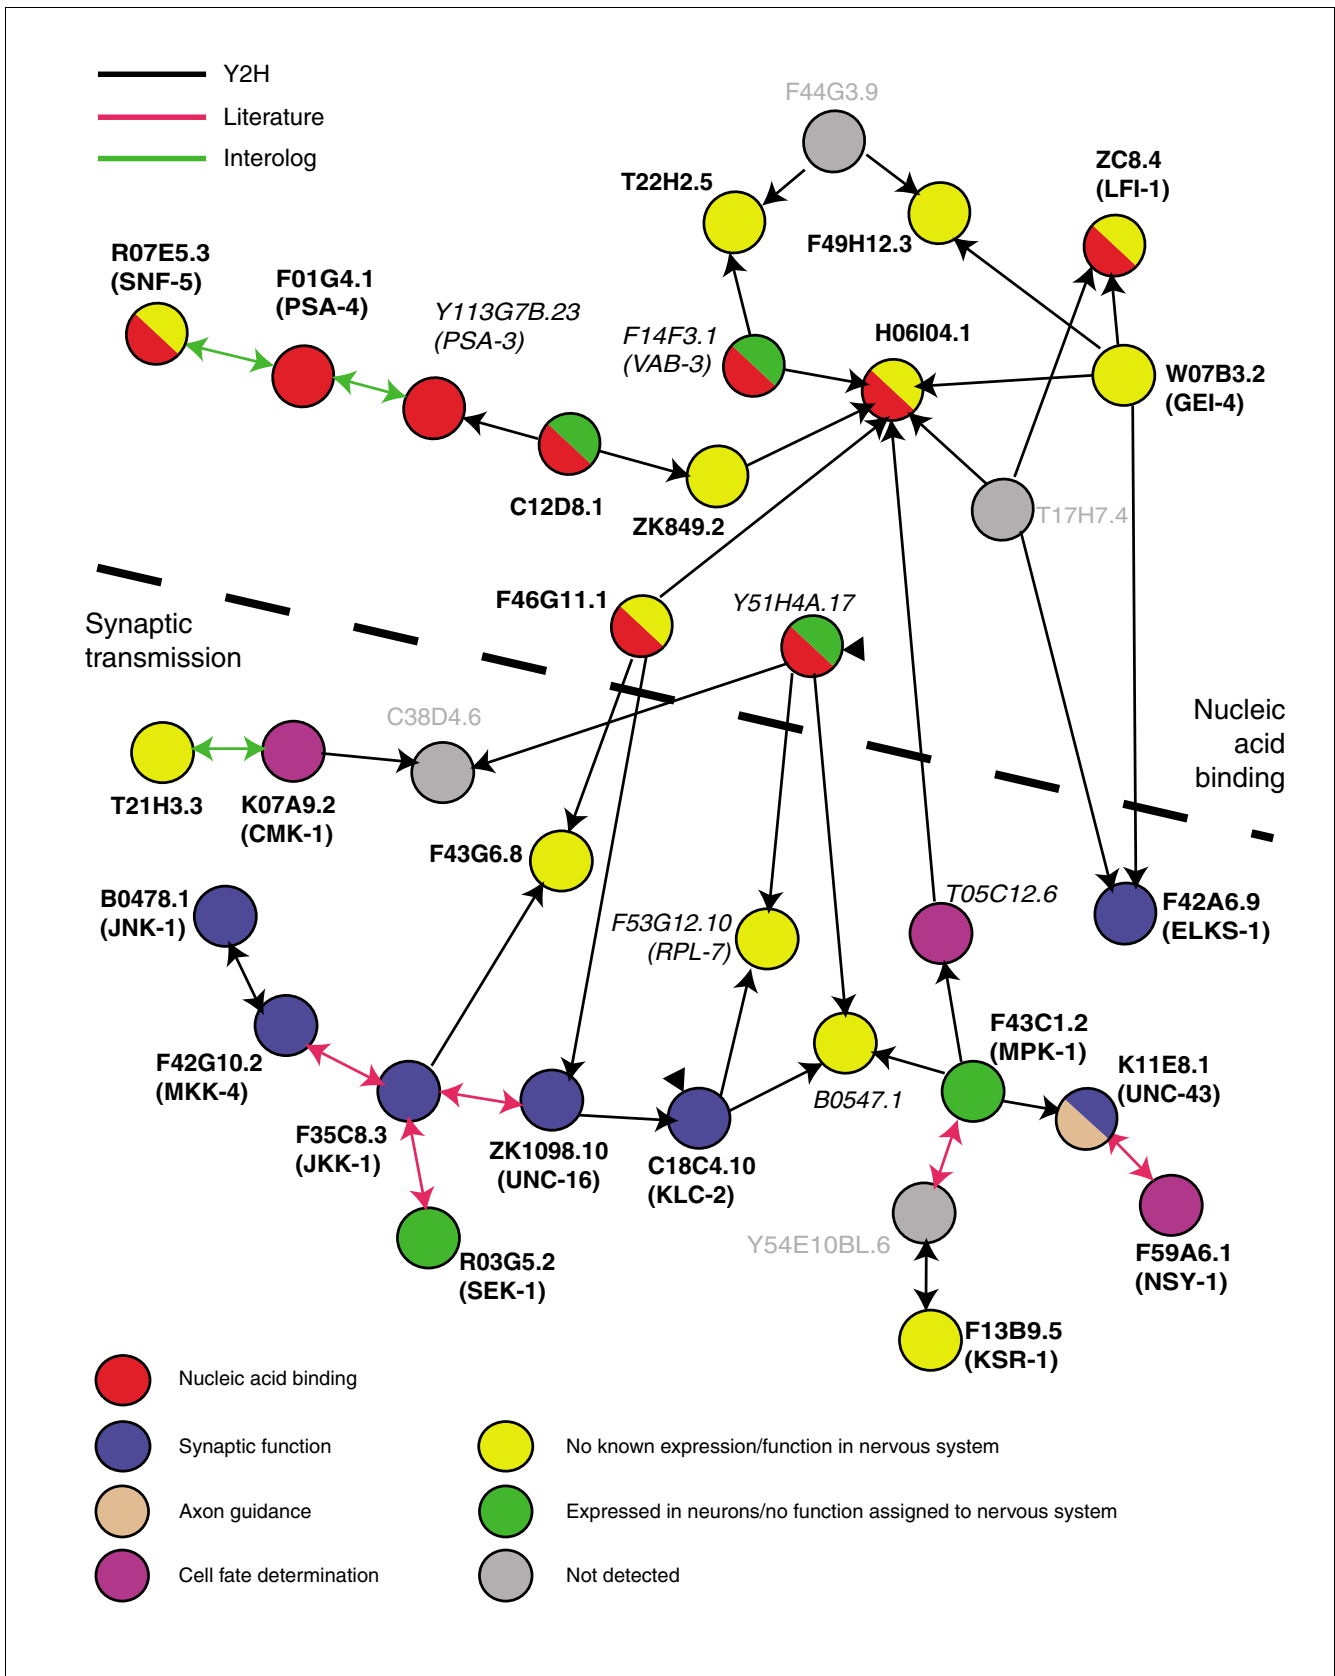 Y2H
Literature
Interolog
F44G3.9
ZC8.4
(LFI-1)
T22H2.5
F49H12.3
R07E5.3
(SNF-5)
F01G4.1
(PSA-4)
Y113G7B.23
(PSA-3)
F14F3.1
(VAB-3)
H06I04.1
W07B3.2
(GEI-4)
C12D8.1
ZK849.2
T17H7.4
Synaptic
transmission
F46G11.1
Y51H4A.17
Nucleic
acid
binding
C38D4.6
T21H3.3
K07A9.2
(CMK-1)
F43G6.8
B0478.1
(JNK-1)
F53G12.10
(RPL-7)
T05C12.6
F42A6.9
(ELKS-1)
F42G10.2
(MKK-4)
F43C1.2
(MPK-1)
K11E8.1
(UNC-43)
B0547.1
F35C8.3
(JKK-1)
ZK1098.10
(UNC-16)
C18C4.10
(KLC-2)
Y54E10BL.6
F59A6.1
(NSY-1)
R03G5.2
(SEK-1)
F13B9.5
(KSR-1)
Nucleic acid binding
Synaptic function
Axon guidance
Cell fate determination
No known expression/function in nervous system
Expressed in neurons/no function assigned to nervous system
Not detected